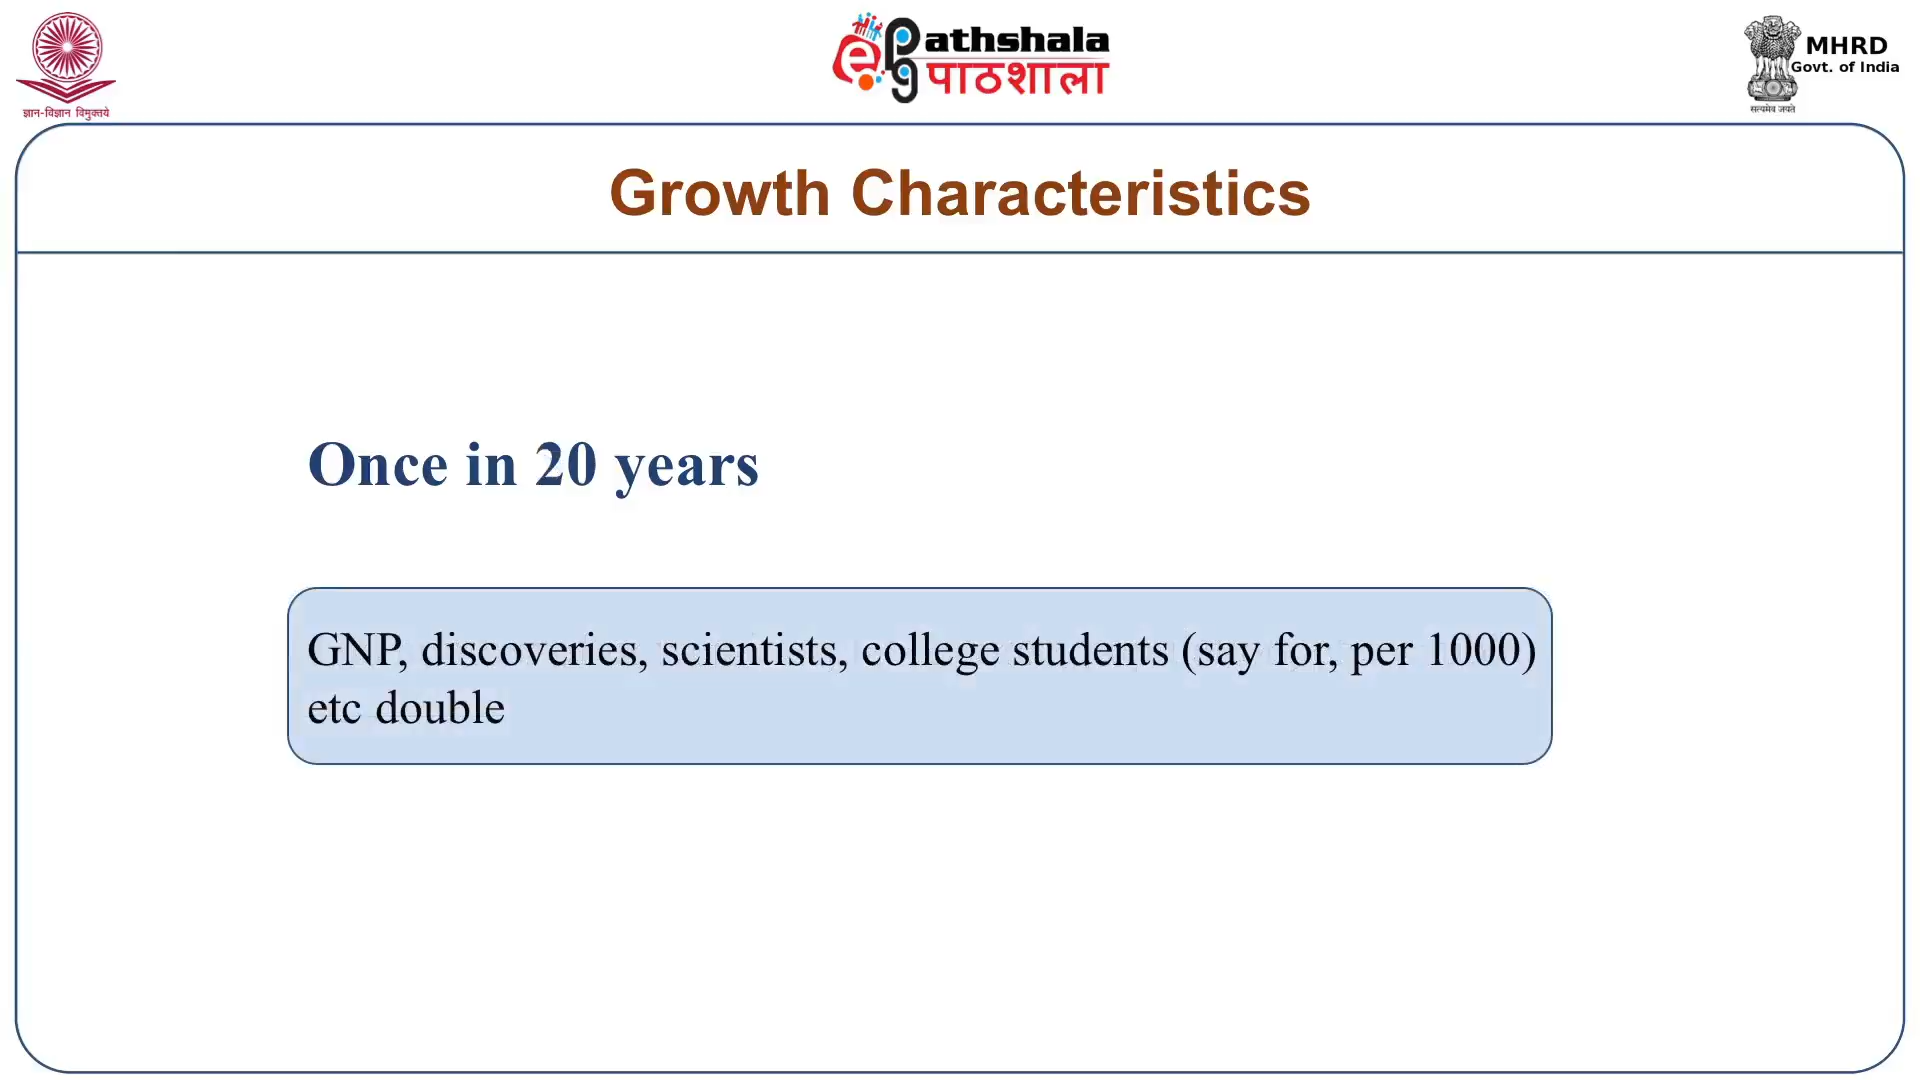 ज्ञान-विज्ञान विमुक्तये
ePathshala
पाठशाला
MHRD
Govt. of India
सत्यमेव जयते
Growth Characteristics
Once in 20 years
GNP, discoveries, scientists, college students (say for, per 1000)
etc double